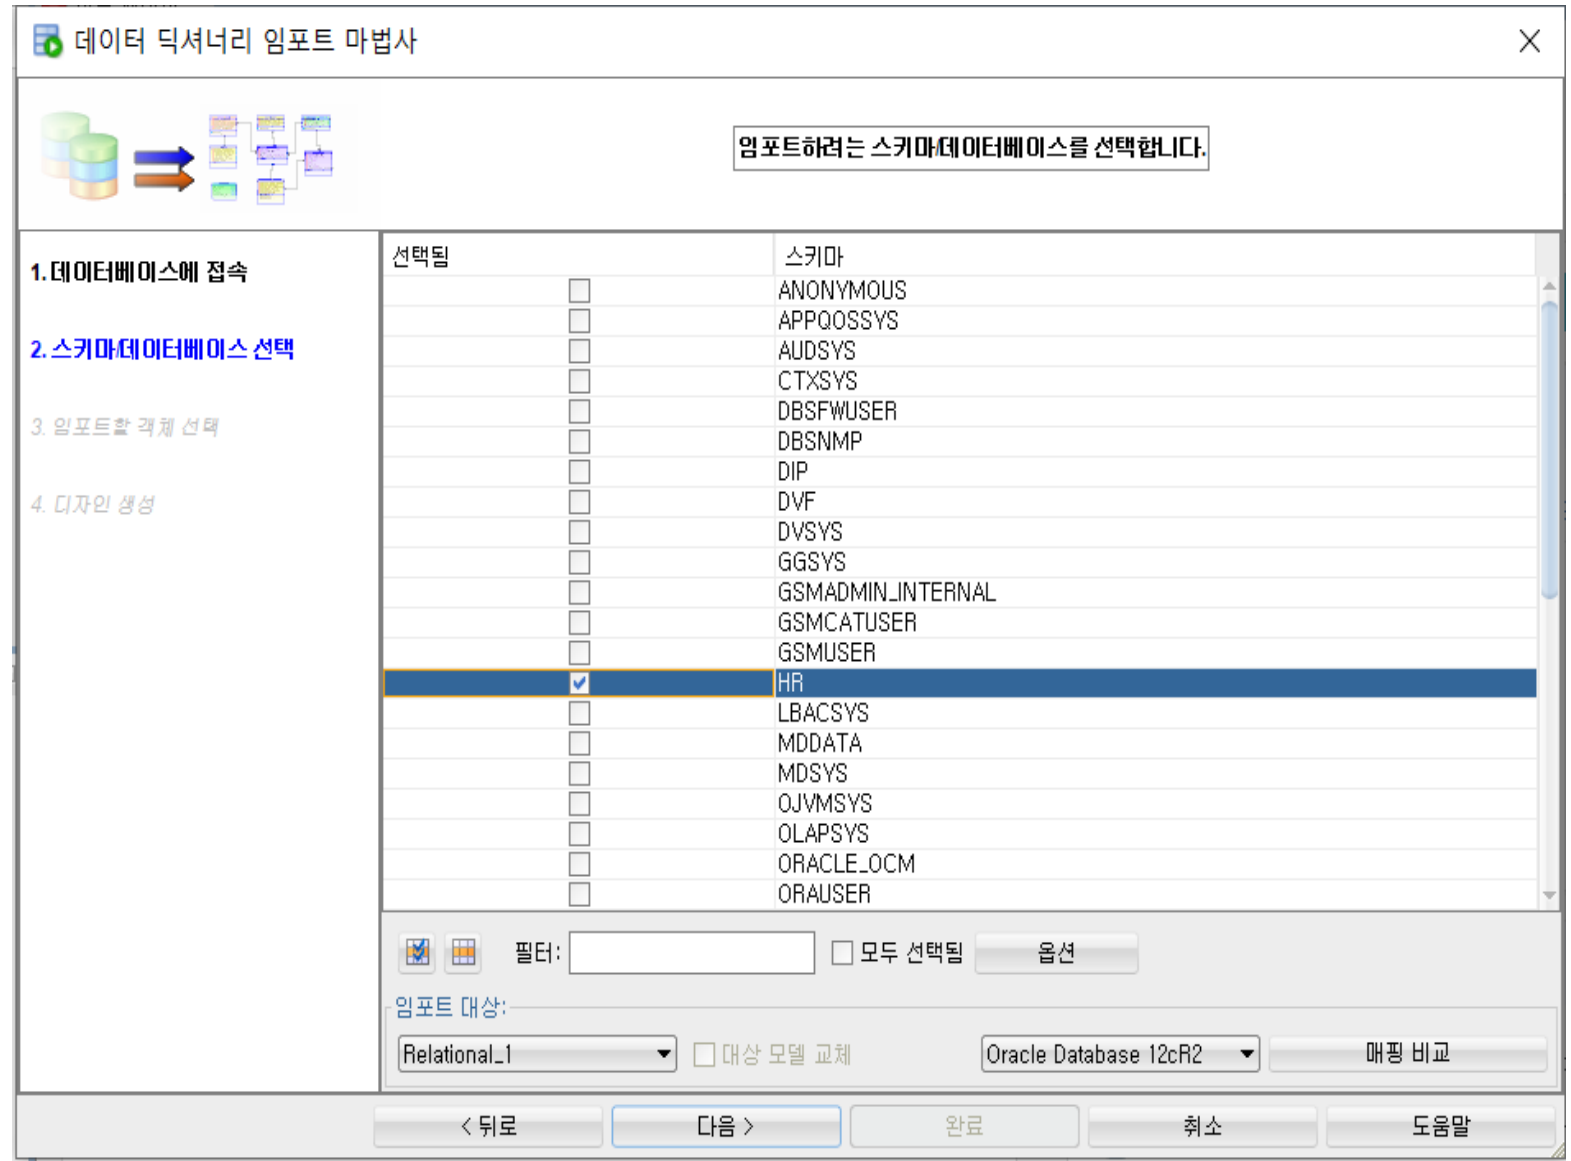 데이터 딕셔너리 임포트 마법사
임포트하려는 스키마/데이터베이스를 선택합니다.
1. 데이터베이스에 접속
2. 스키마/데이터베이스 선택
3. 임포트할 객체 선택
4. 디자인 생성
선택됨 스키마
ANONYMOUS
APPQOSSYS
AUDSYS
CTXSYS
DBSFWUSER
DBSNMP
DIP
DVF
DVSYS
GGSYS
GSMADMIN_INTERNAL
GSMCATUSER
GSMUSER
HR
LBACSYS
MDDATA
MDSYS
OJVMSYS
OLAPSYS
ORACLE_OCM
ORAUSER
필터: 모두 선택됨 옵션
임포트 대상:
Relational_1 대상 모델 교체 Oracle Database 12cR2 매핑 비교
< 뒤로 다음 > 완료 취소 도움말